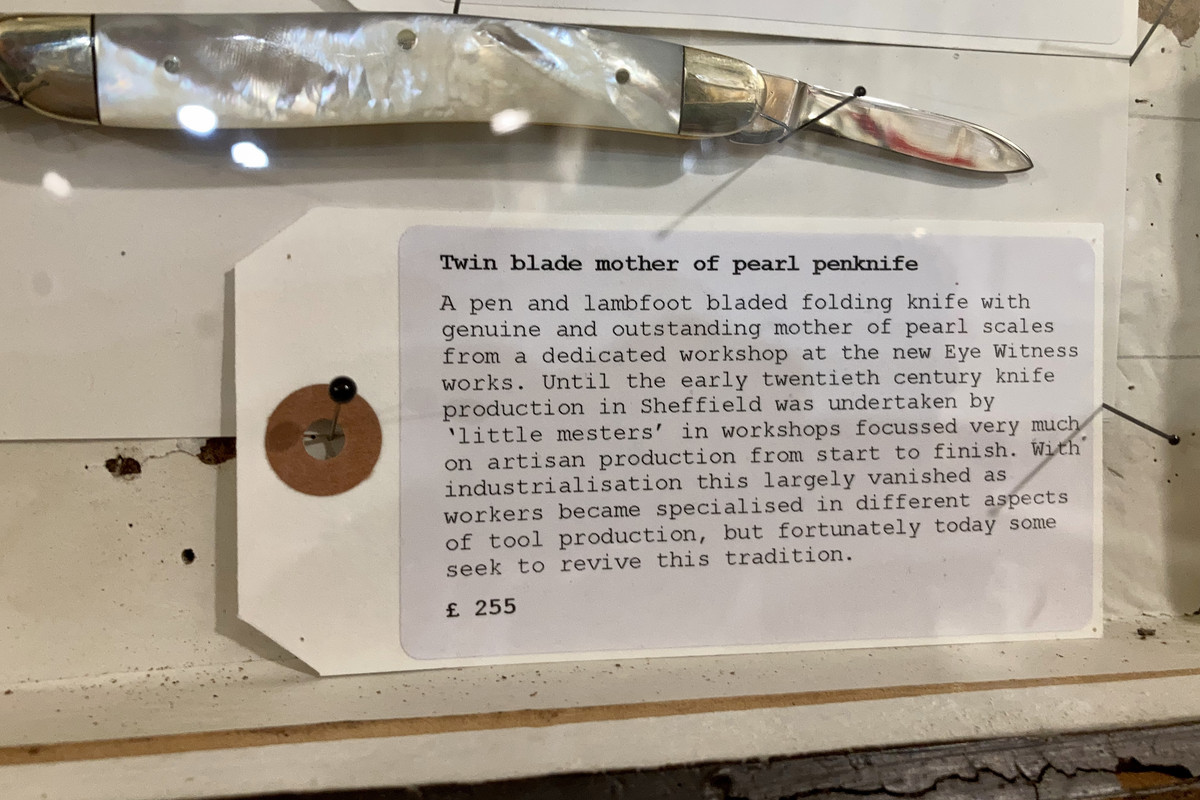 Twin blade mother of pearl penknife
A pen and lambfoot bladed folding knife with
genuine and outstanding mother of pearl scales
from a dedicated workshop at the new Eye Witness
works. Until the early twentieth century knife
production in Sheffield was undertaken by
'little mesters' in workshops focussed very much
on artisan production from start to finish. With
industrialisation this largely vanished as
workers became specialised in different aspects
of tool production, but fortunately today some
seek to revive this tradition.
£ 255